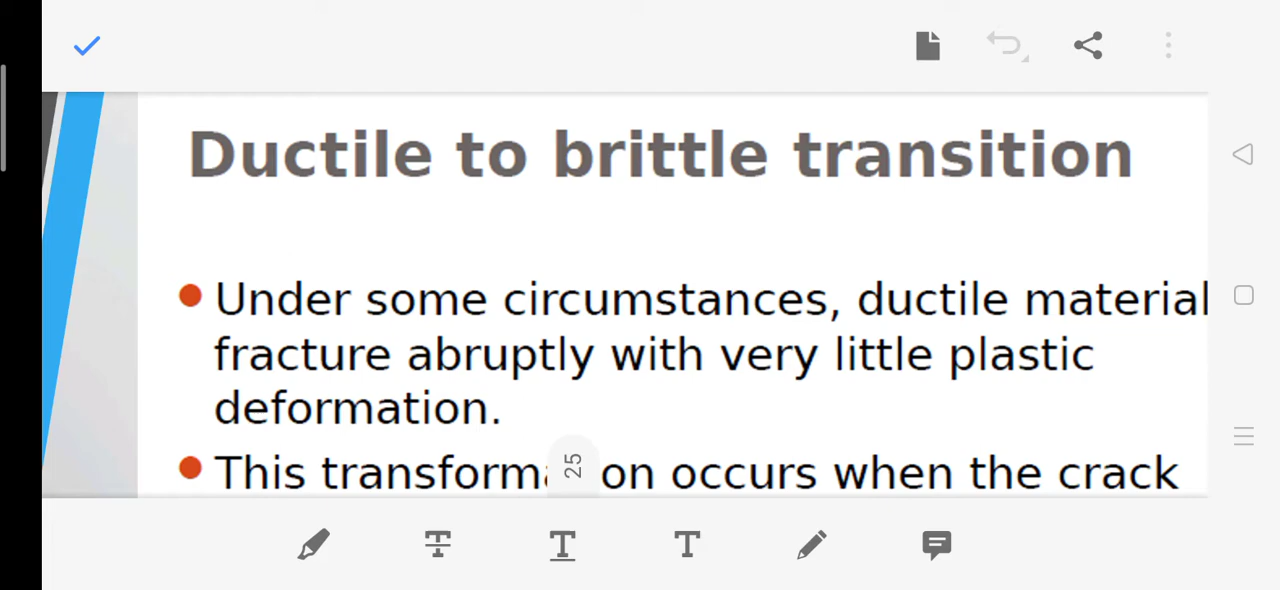 Ductile to brittle transition
Under some circumstances, ductile material
fracture abruptly with very little plastic
deformation.
This transforma on occurs when the crack
25
T
T
T